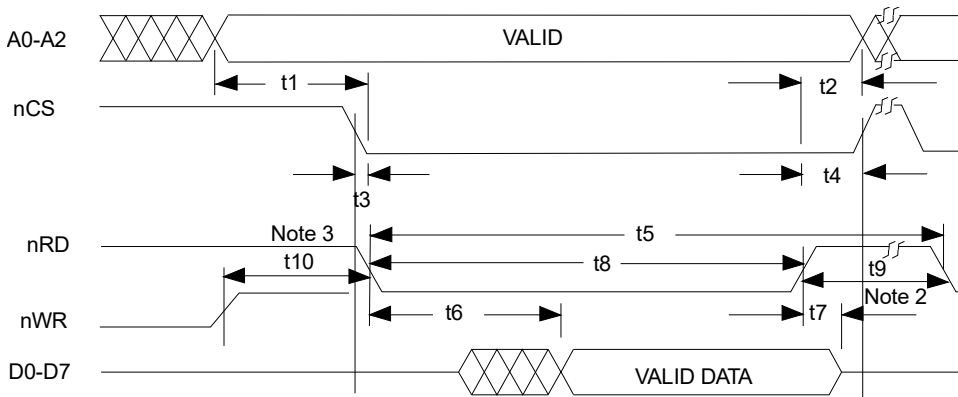 A0-A2
VALID
t1
t2
nCS
t3
t4
nRD
Note 3
t5
t10
t8
t9
nWR
t6
t7
Note 2
D0-D7
VALID DATA